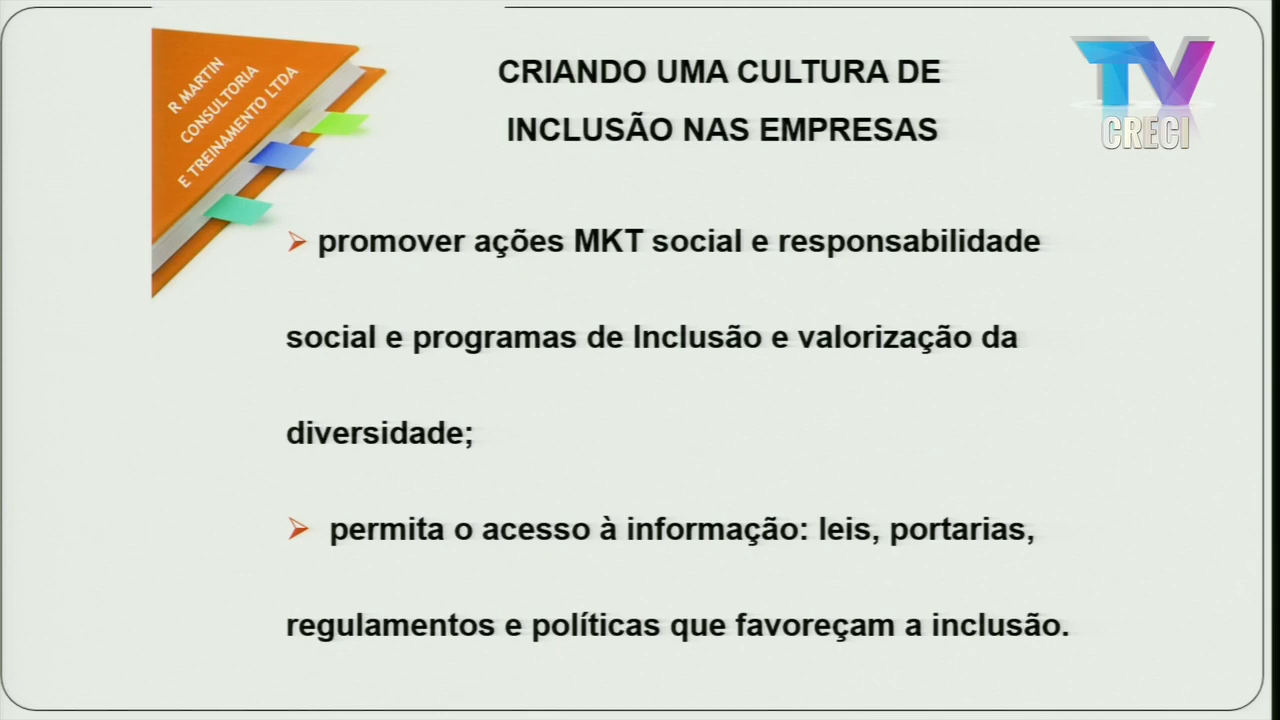 R MARTIN
CONSULTORIA
E TREINAMENTO LTDA
CRIANDO UMA CULTURA DE
INCLUSÃO NAS EMPRESAS
TV
CRECI
➢ promover ações MKT social e responsabilidade
social e programas de Inclusão e valorização da
diversidade;
➢ permita o acesso à informação: leis, portarias,
regulamentos e políticas que favoreçam a inclusão.